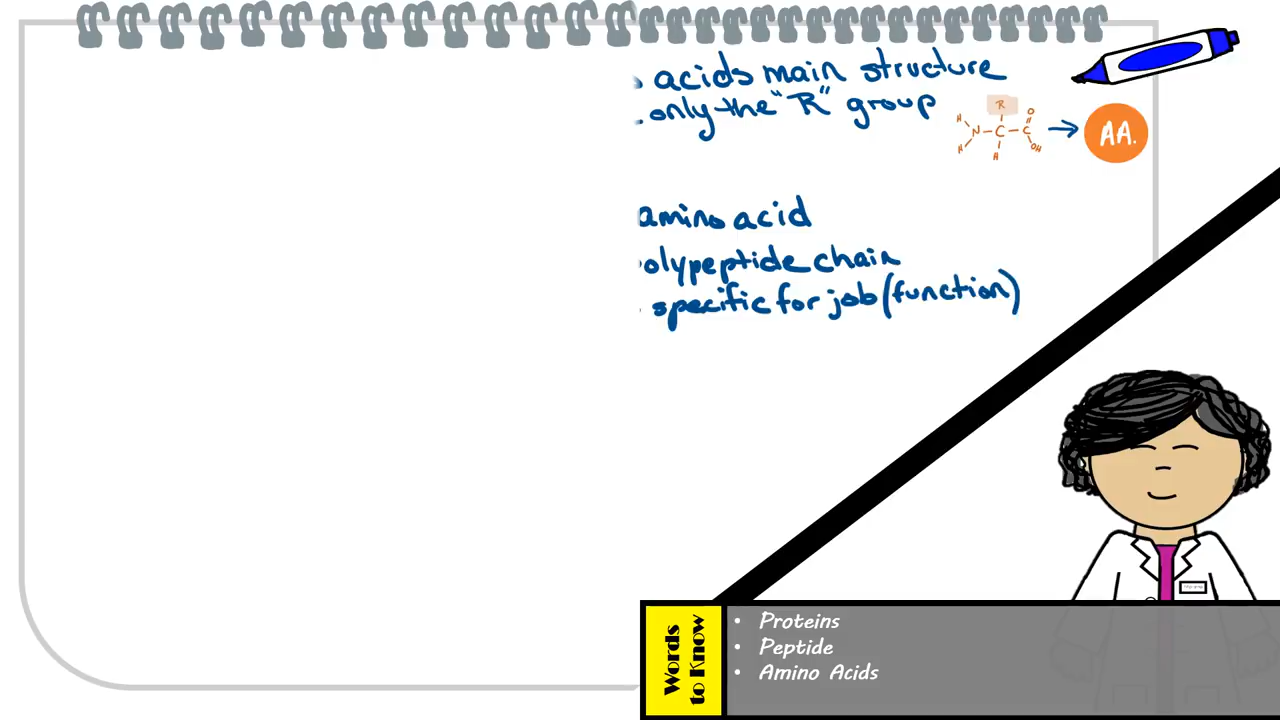 acids main structure
only the "R" group
R
H
O
N
C
C
AA.
H
H
OH
amino acid
olypeptide chain
specific for job (function)
Words
to Know
• Proteins
• Peptide
• Amino Acids